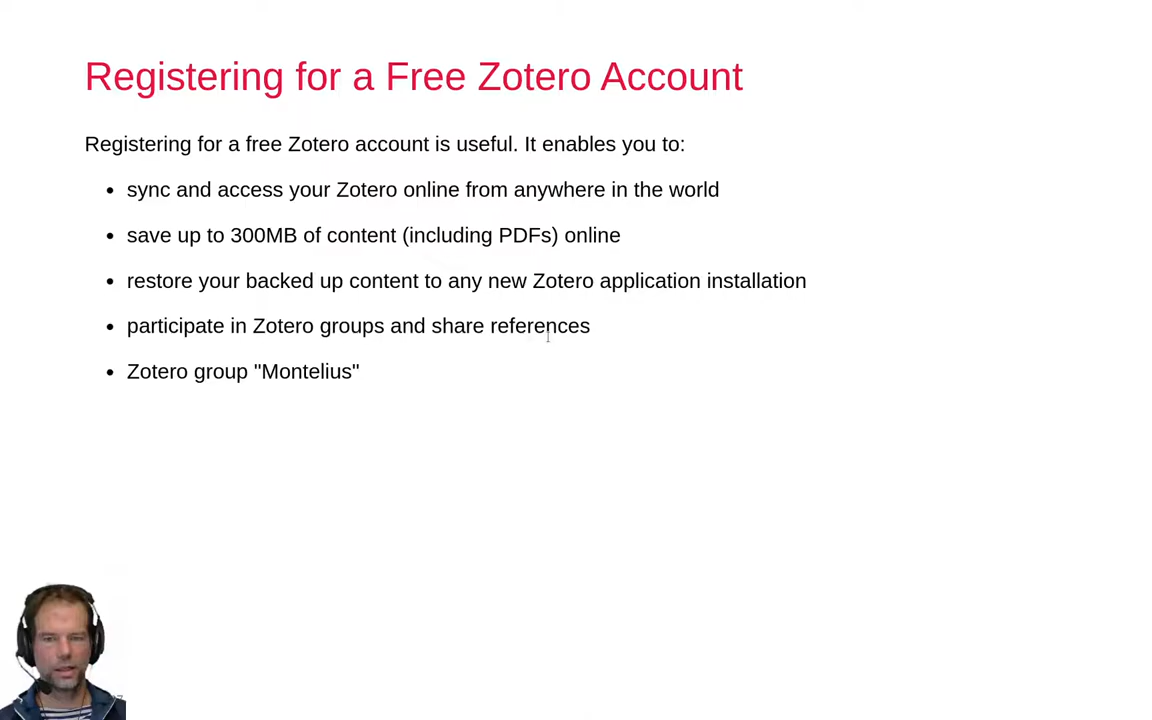 Registering for a Free Zotero Account
Registering for a free Zotero account is useful. It enables you to:
• sync and access your Zotero online from anywhere in the world
• save up to 300MB of content (including PDFs) online
• restore your backed up content to any new Zotero application installation
• participate in Zotero groups and share references
• Zotero group "Montelius"